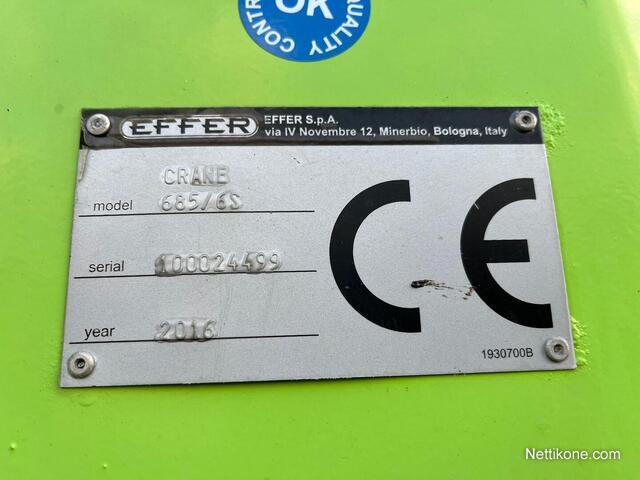 CONTR OK QUALITY
EFFER
EFFER S.p.A.
via IV Novembre 12, Minerbio, Bologna, Italy
CRANE
model 685/6S
serial 100024499
year 2016
CE
1930700B
Nettikone.com